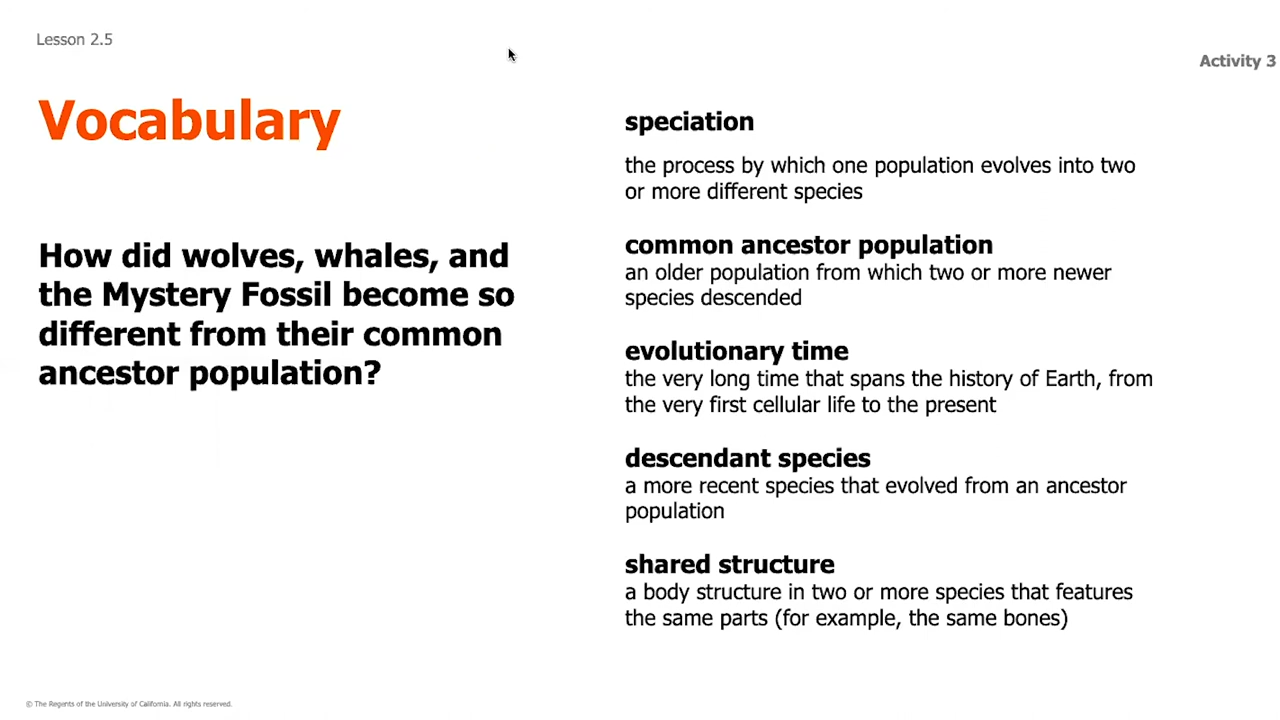 Lesson 2.5
Activity 3
Vocabulary
How did wolves, whales, and
the Mystery Fossil become so
different from their common
ancestor population?
speciation
the process by which one population evolves into two
or more different species
common ancestor population
an older population from which two or more newer
species descended
evolutionary time
the very long time that spans the history of Earth, from
the very first cellular life to the present
descendant species
a more recent species that evolved from an ancestor
population
shared structure
a body structure in two or more species that features
the same parts (for example, the same bones)
© The Regents of the University of California. All rights reserved.